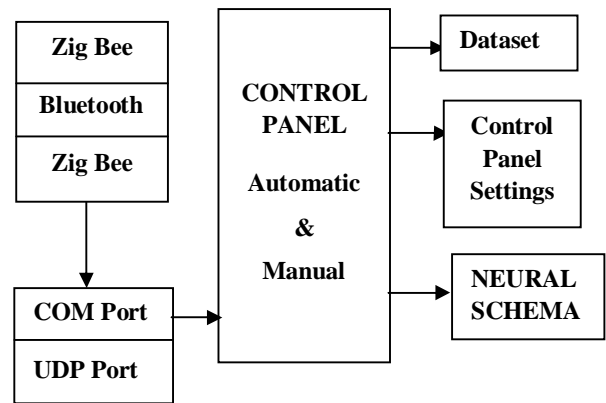 Zig Bee
Bluetooth
Zig Bee
COM Port
UDP Port
CONTROL
PANEL
Automatic
&
Manual
Dataset
Control
Panel
Settings
NEURAL
SCHEMA